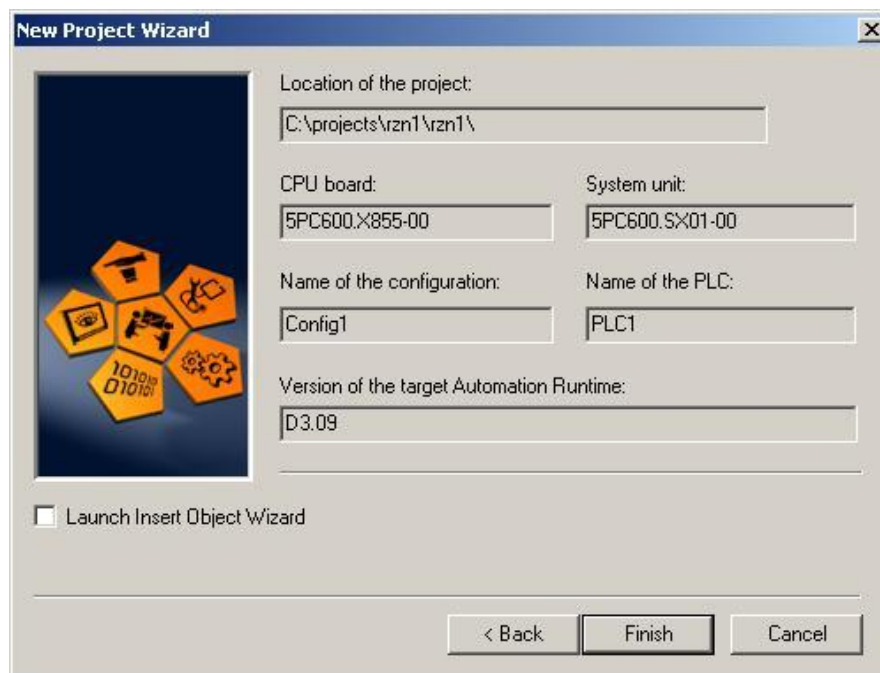 New Project Wizard
Location of the project:
C:\projects\rzn1\rzn1\
CPU board:
System unit:
5PC600.X855-00
5PC600.SX01-00
Name of the configuration:
Name of the PLC:
Config1
PLC1
Version of the target Automation Runtime:
D3.09
101010
010101
Launch Insert Object Wizard
< Back
Finish
Cancel